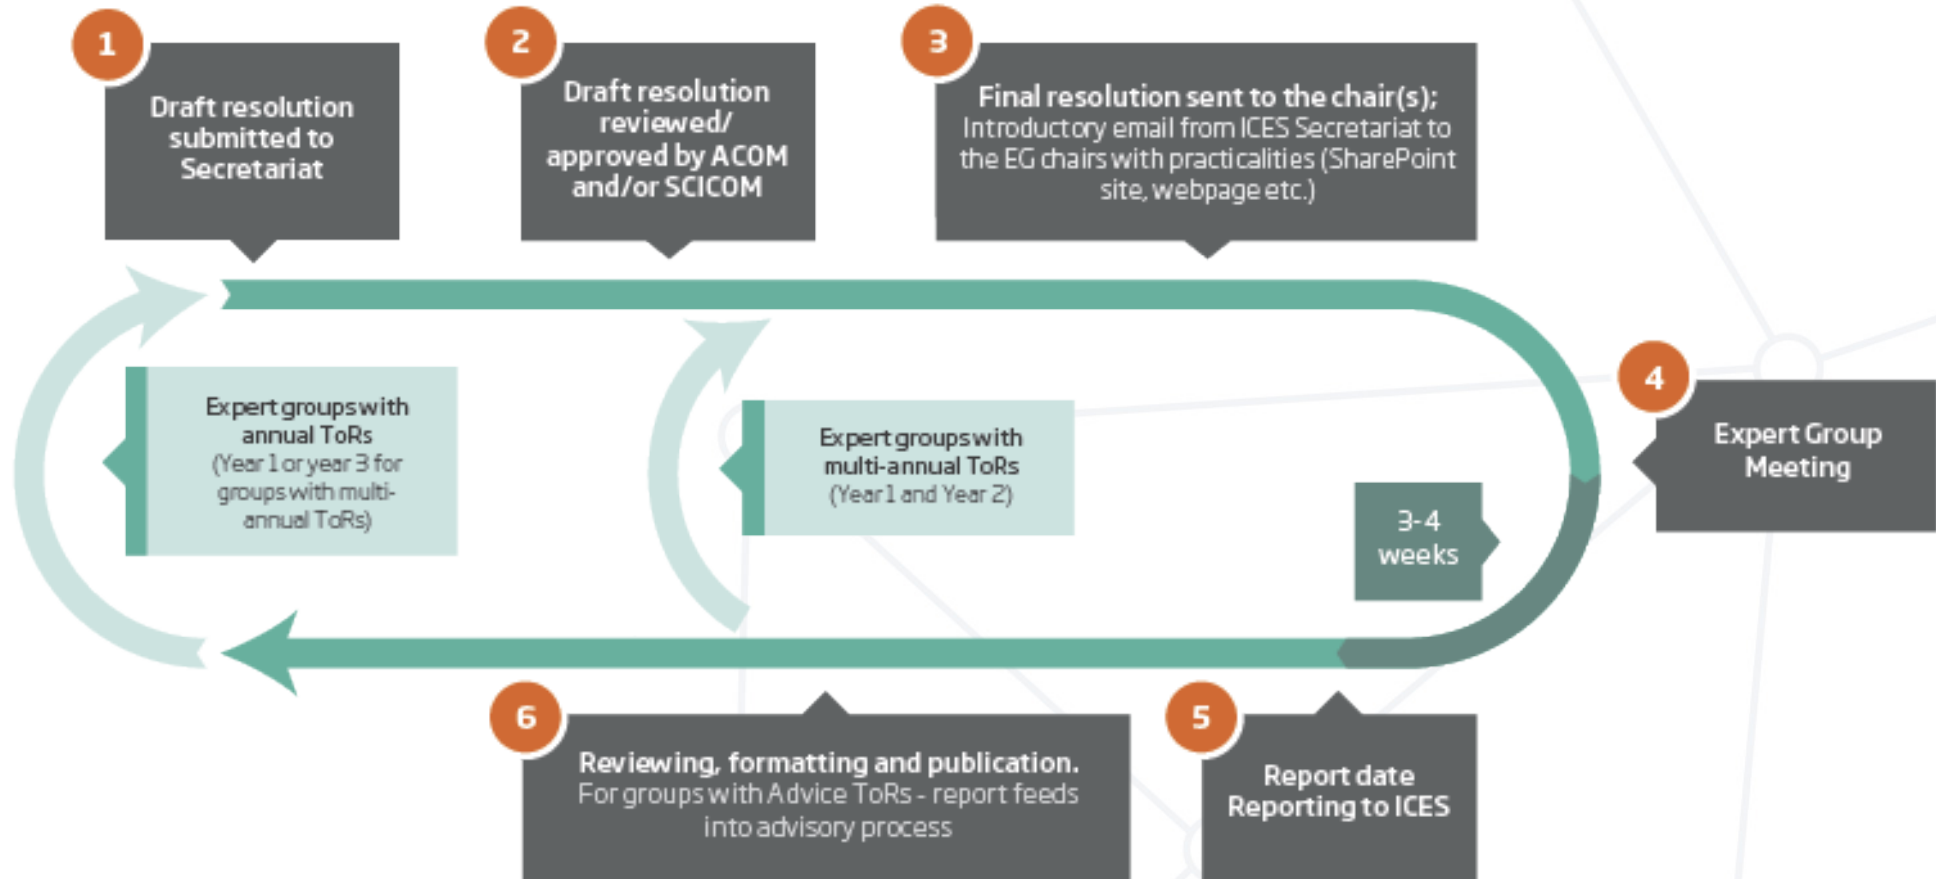 1
Draft resolution
submitted to
Secretariat
2
Draft resolution
reviewed/
approved by ACOM
and/or SCICOM
3
Final resolution sent to the chair(s);
Introductory email from ICES Secretariat to
the EG chairs with practicalities (SharePoint
site, webpage etc.)
Expert groups with
annual ToRs
(Year 1 or year 3 for
groups with multi-
annual ToRs)
Expert groups with
multi-annual ToRs
(Year 1 and Year 2)
4
Expert Group
Meeting
3-4
weeks
6
Reviewing, formatting and publication.
For groups with Advice ToRs - report feeds
into advisory process
5
Report date
Reporting to ICES